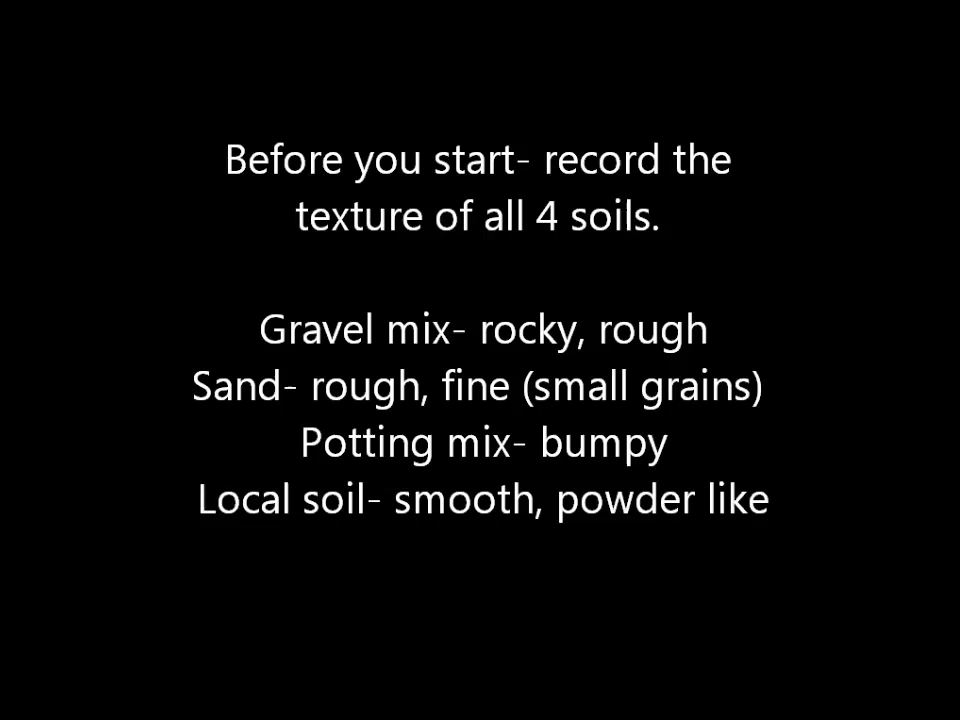 Before you start- record the
texture of all 4 soils.
Gravel mix- rocky, rough
Sand- rough, fine (small grains)
Potting mix- bumpy
Local soil- smooth, powder like